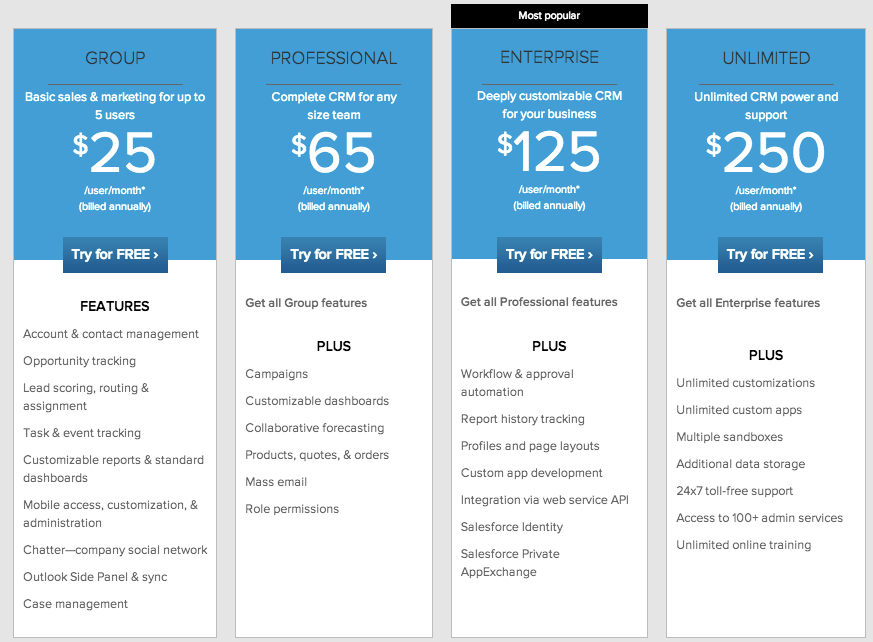 Most popular
GROUP
Basic sales & marketing for up to
5 users
$25
/user/month*
(billed annually)
Try for FREE ›
FEATURES
Account & contact management
Opportunity tracking
Lead scoring, routing &
assignment
Task & event tracking
Customizable reports & standard
dashboards
Mobile access, customization, &
administration
Chatter—company social network
Outlook Side Panel & sync
Case management
PROFESSIONAL
Complete CRM for any
size team
$65
/user/month*
(billed annually)
Try for FREE ›
Get all Group features
PLUS
Campaigns
Customizable dashboards
Collaborative forecasting
Products, quotes, & orders
Mass email
Role permissions
ENTERPRISE
Deeply customizable CRM
for your business
$125
/user/month*
(billed annually)
Try for FREE ›
Get all Professional features
PLUS
Workflow & approval
automation
Report history tracking
Profiles and page layouts
Custom app development
Integration via web service API
Salesforce Identity
Salesforce Private
AppExchange
UNLIMITED
Unlimited CRM power and
support
$250
/user/month*
(billed annually)
Try for FREE ›
Get all Enterprise features
PLUS
Unlimited customizations
Unlimited custom apps
Multiple sandboxes
Additional data storage
24x7 toll-free support
Access to 100+ admin services
Unlimited online training